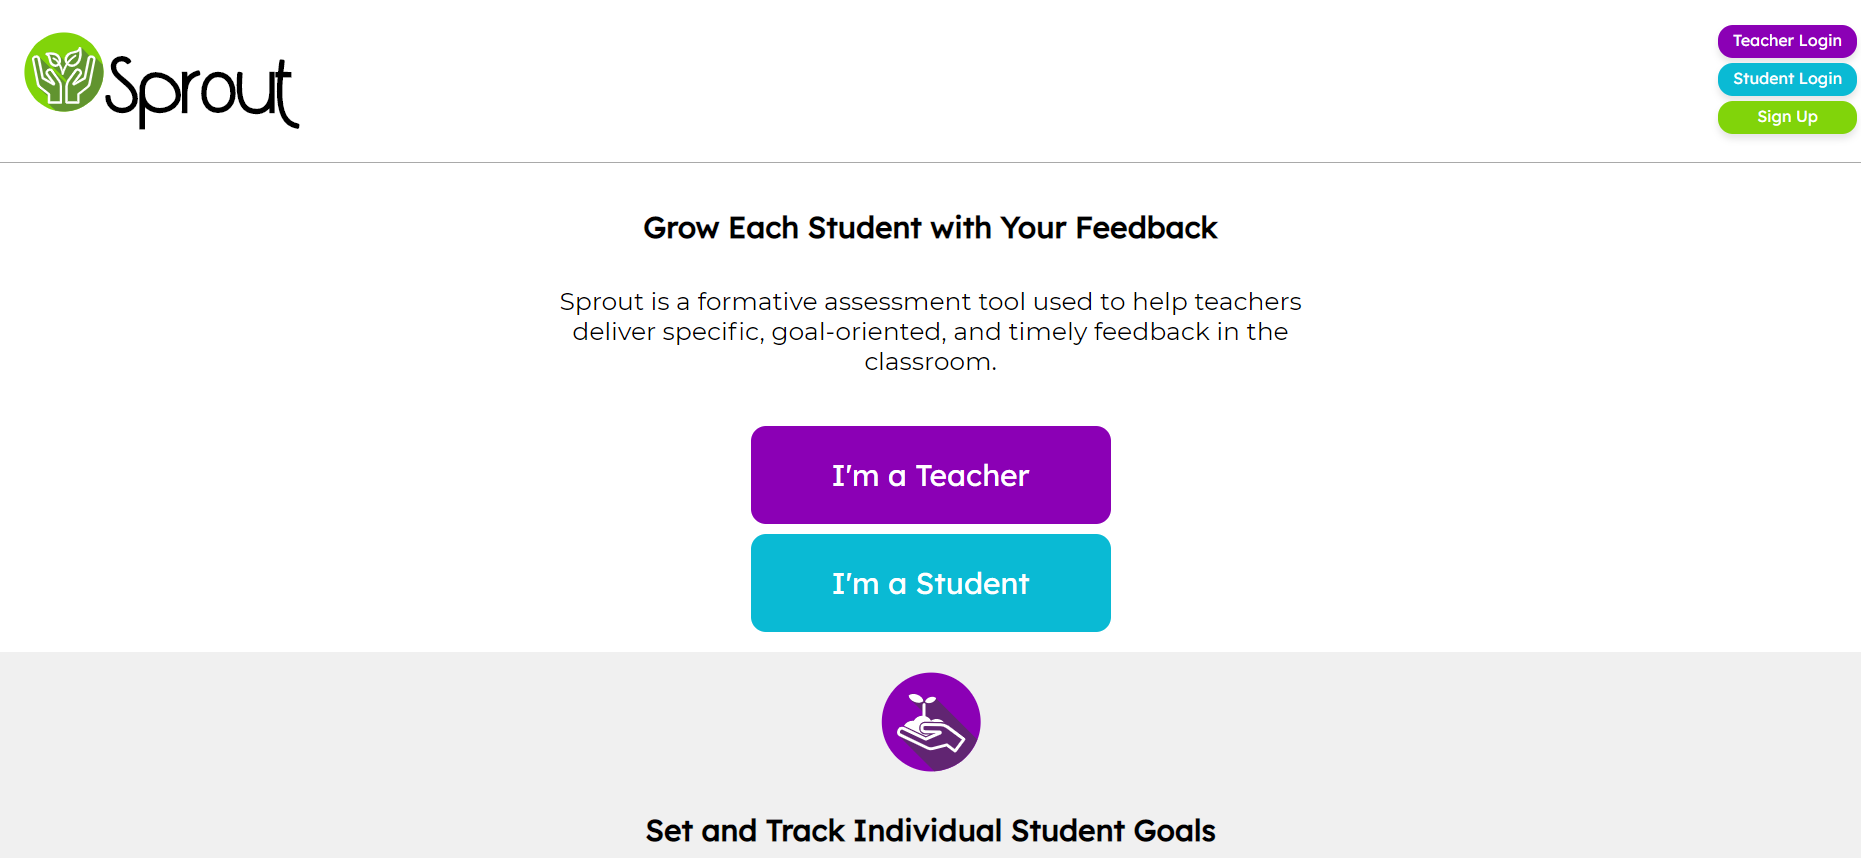 Sprout
Teacher Login
Student Login
Sign Up
Grow Each Student with Your Feedback
Sprout is a formative assessment tool used to help teachers
deliver specific, goal-oriented, and timely feedback in the
classroom.
I'm a Teacher
I'm a Student
Set and Track Individual Student Goals